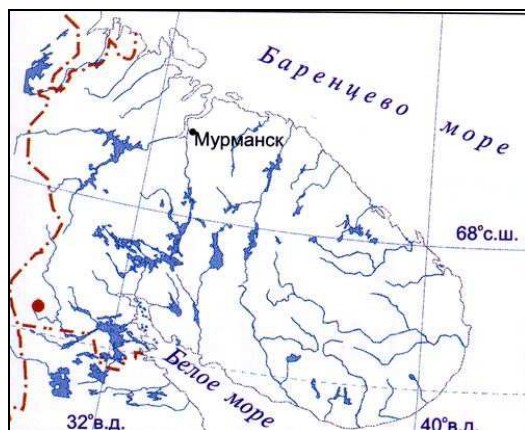 Баренцево море
Мурманск
68°с.ш.
Белое море
32°в.д.
40°в.д.